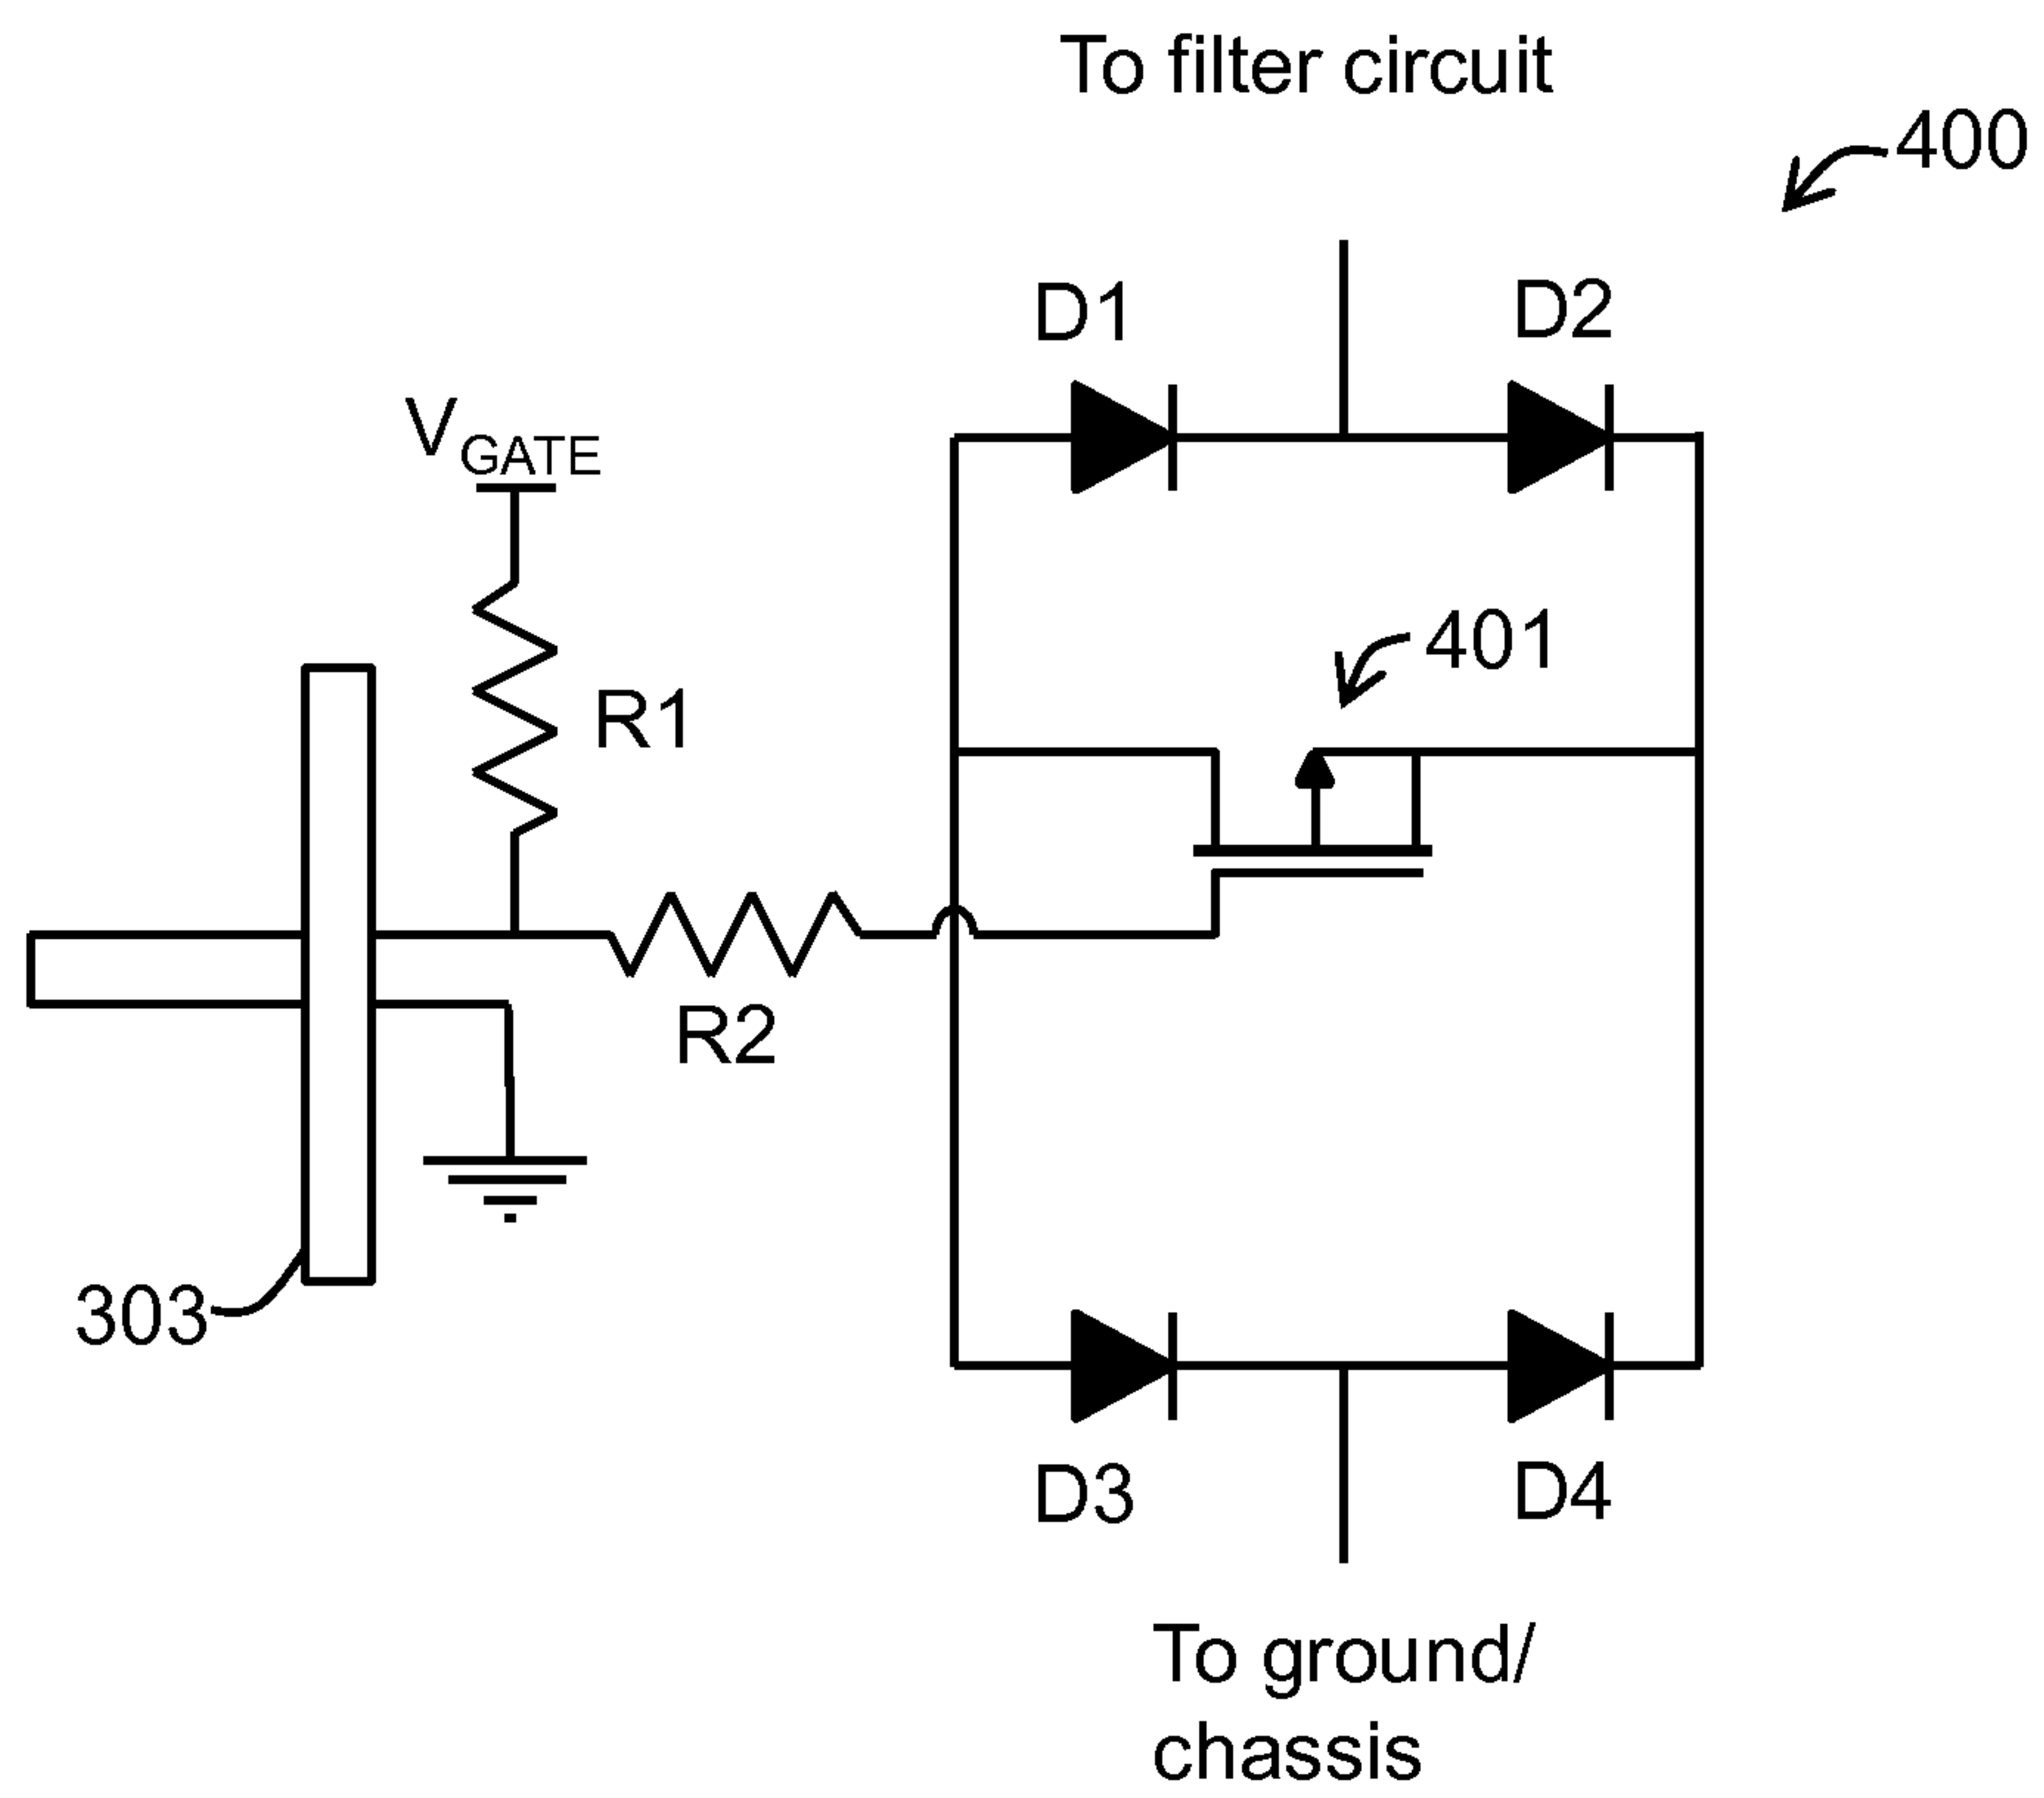 To filter circuit
400
D1
D2
VGATE
401
R1
R2
303
D3
D4
To ground/
chassis